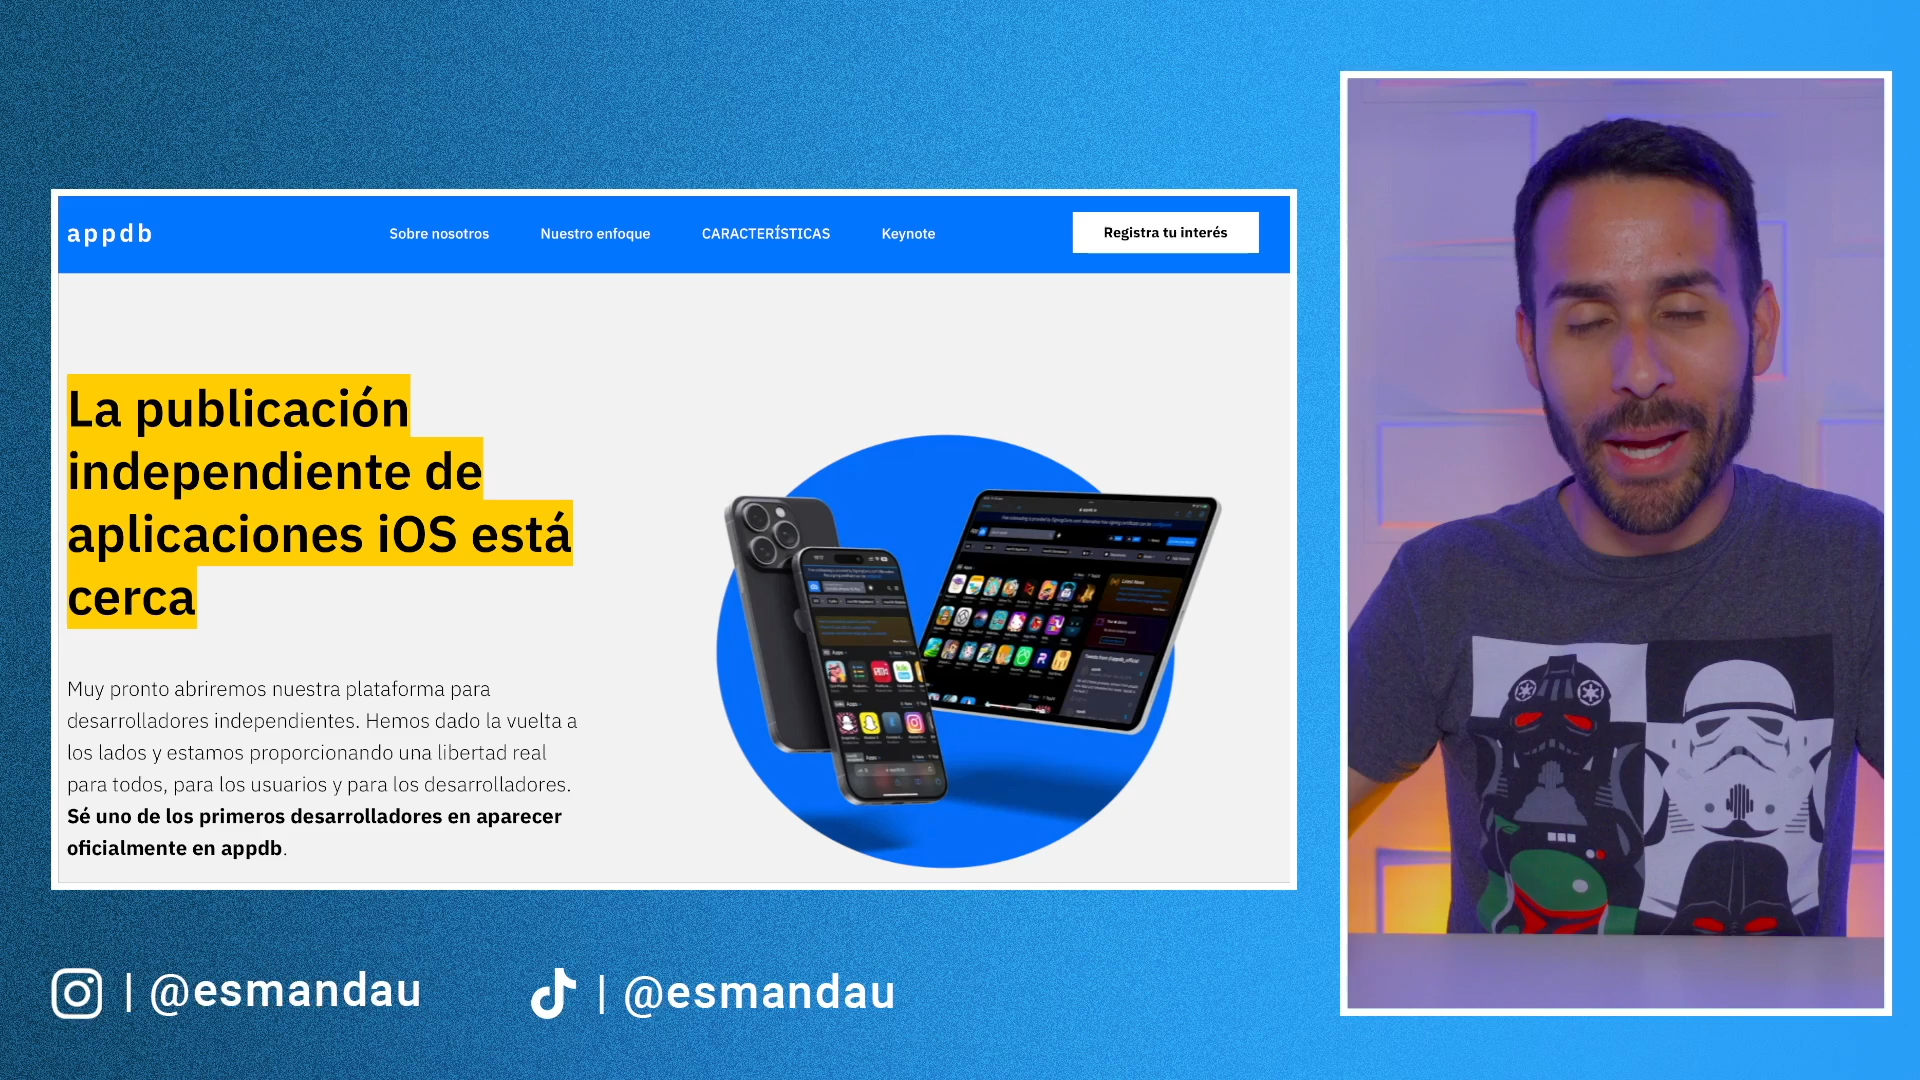 appdb
Sobre nosotros
Nuestro enfoque
CARACTERÍSTICAS
Keynote
Registra tu interés
La publicación
independiente de
aplicaciones iOS está
cerca
Muy pronto abriremos nuestra plataforma para
desarrolladores independientes. Hemos dado la vuelta a
los lados y estamos proporcionando una libertad real
para todos, para los usuarios y para los desarrolladores.
Sé uno de los primeros desarrolladores en aparecer
oficialmente en appdb.
| @esmandau
| @esmandau